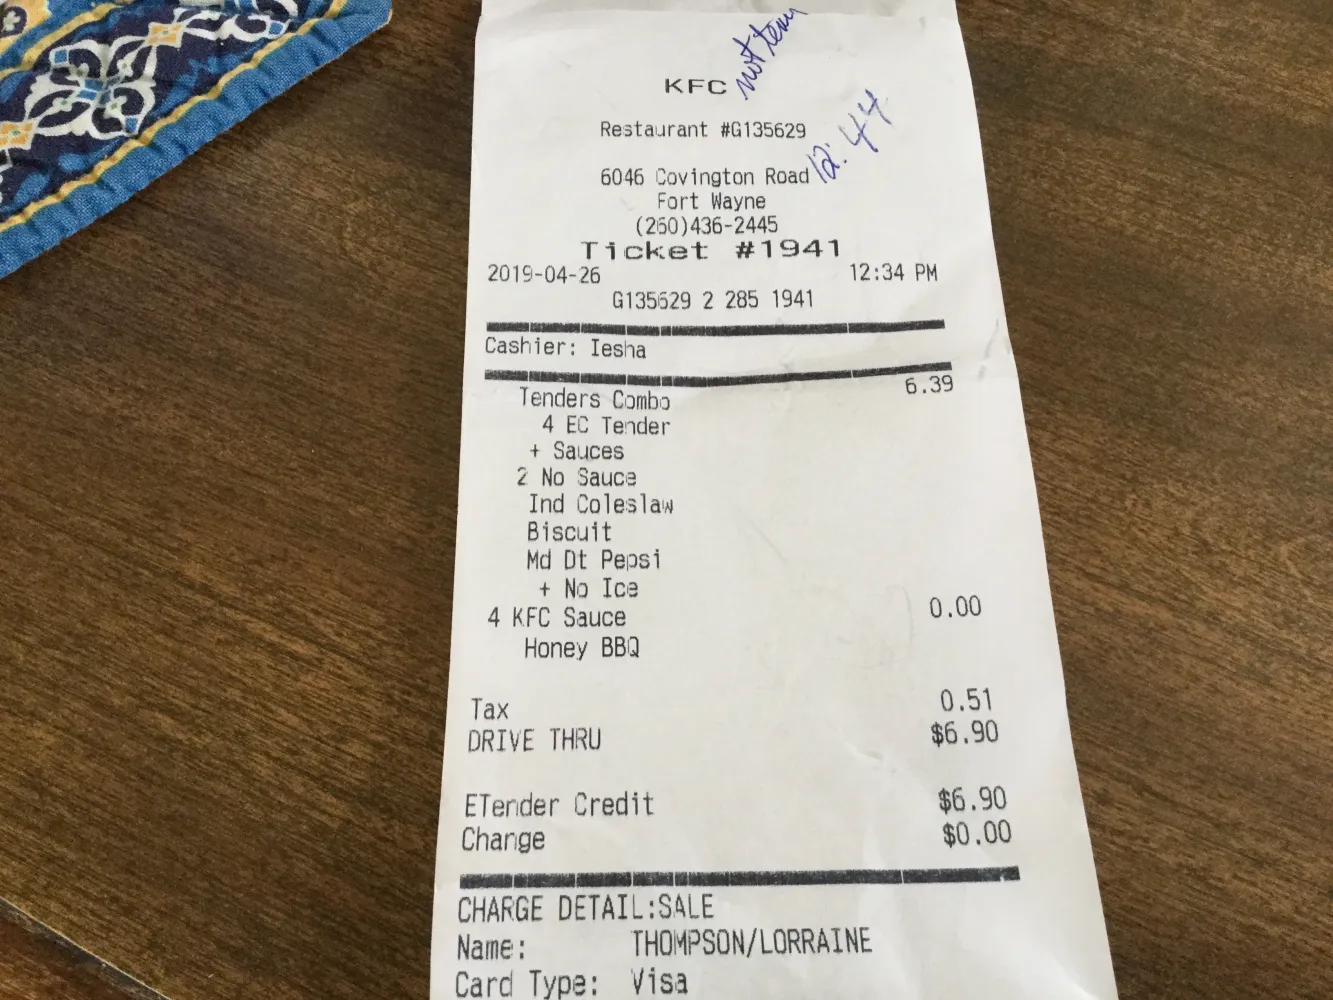 not
KFC
Restaurant #G135629
12:44
6046 Covington Road
Fort Wayne
(260)436-2445
Ticket #1941
2019-04-26 12:34 PM
G135629 2 285 1941
Cashier: Iesha
Tenders Combo 6.39
4 EC Tender
+ Sauces
2 No Sauce
Ind Coleslaw
Biscuit
Md Dt Pepsi
+ No Ice
4 KFC Sauce 0.00
Honey BBQ
Tax 0.51
DRIVE THRU $6.90
ETender Credit $6.90
Change $0.00
CHARGE DETAIL:SALE
Name: THOMPSON/LORRAINE
Card Type: Visa